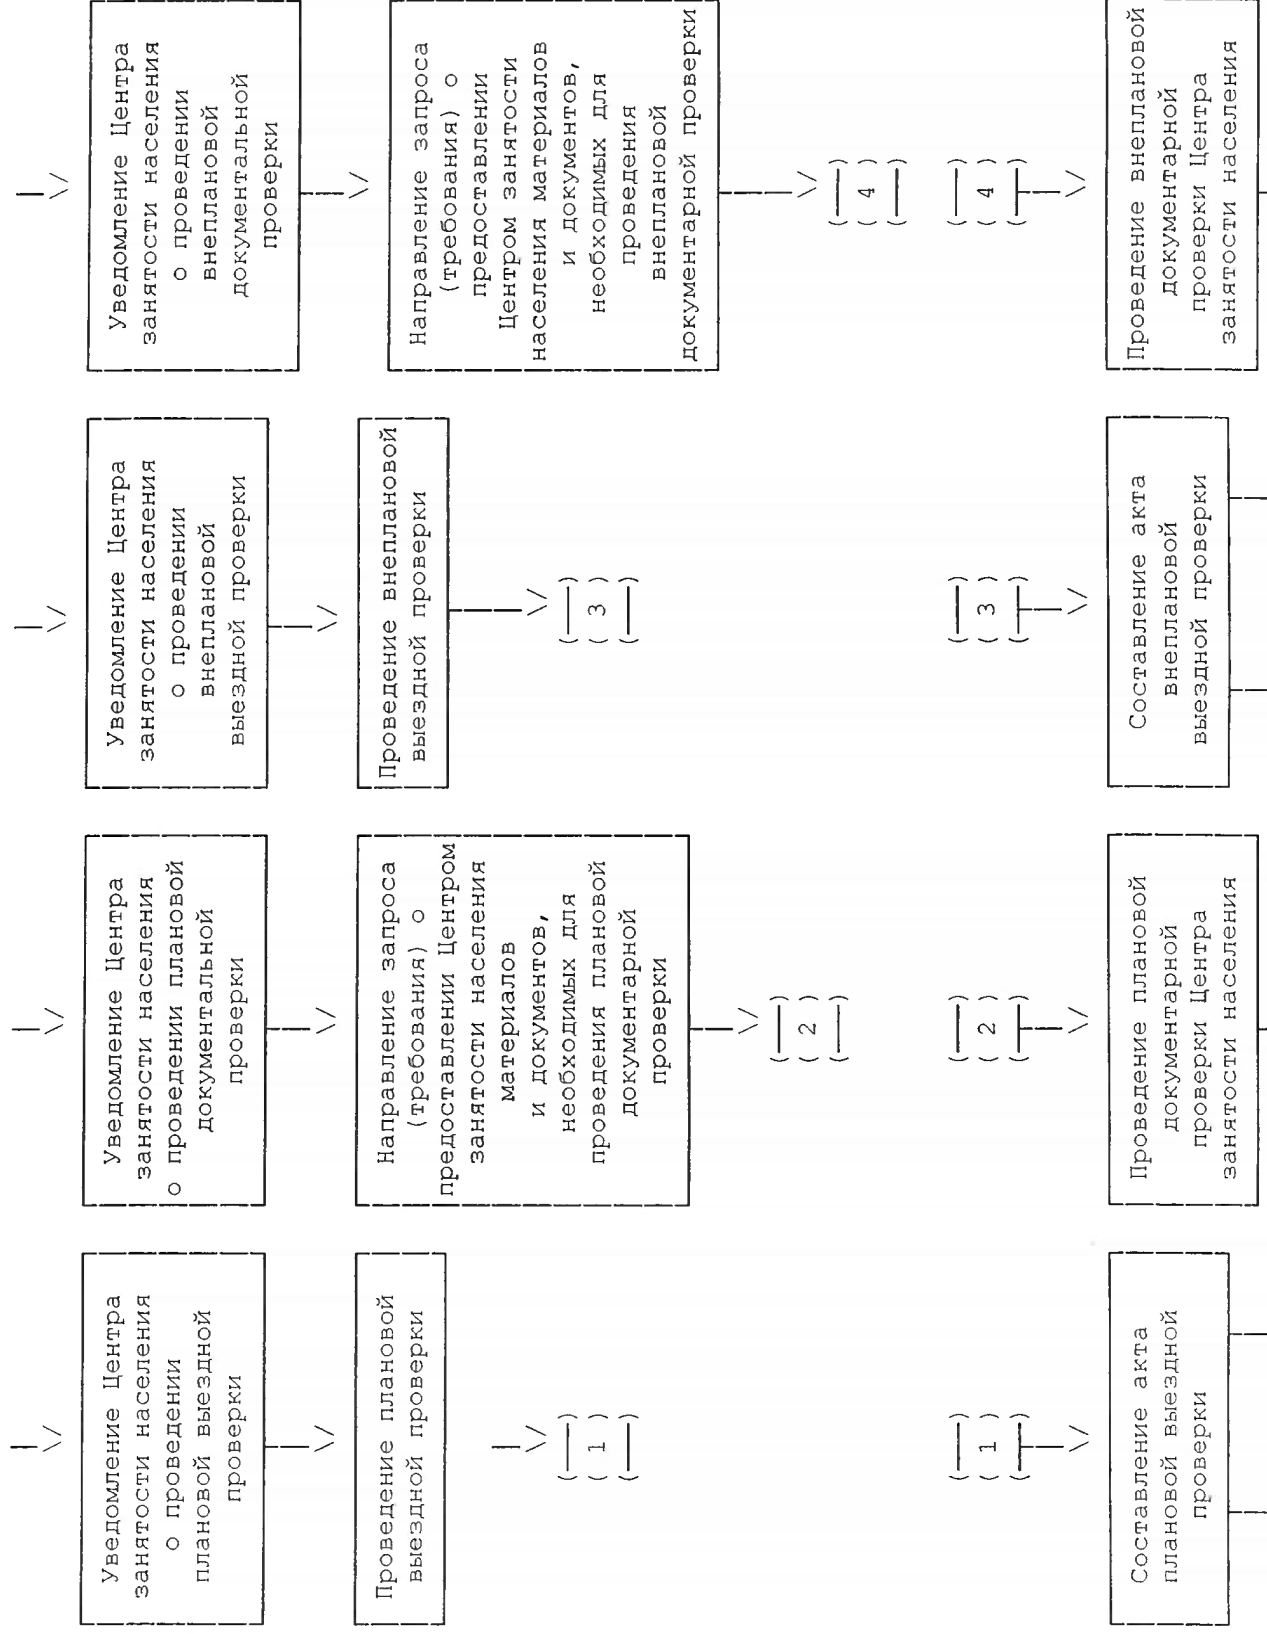 Уведомление Центра
занятости населения
о проведении
плановой выездной
проверки
Уведомление Центра
занятости населения
о проведении плановой
документальной
проверки
Уведомление Центра
занятости населения
о проведении
внеплановой
выездной проверки
Уведомление Центра
занятости населения
о проведении
внеплановой
документальной
проверки
Проведение плановой
выездной проверки
Направление запроса
(требования) о
предоставлении Центром
занятости населения
материалов
и документов,
необходимых для
проведения плановой
документарной
проверки
Проведение внеплановой
выездной проверки
Направление запроса
(требования) о
предоставлении
Центром занятости
населения материалов
и документов,
необходимых для
проведения
внеплановой
документарной проверки
( 1 )
( 2 )
( 3 )
( 4 )
( 1 )
( 2 )
( 3 )
( 4 )
Составление акта
плановой выездной
проверки
Проведение плановой
документарной
проверки Центра
занятости населения
Составление акта
внеплановой
выездной проверки
Проведение внеплановой
документарной
проверки Центра
занятости населения